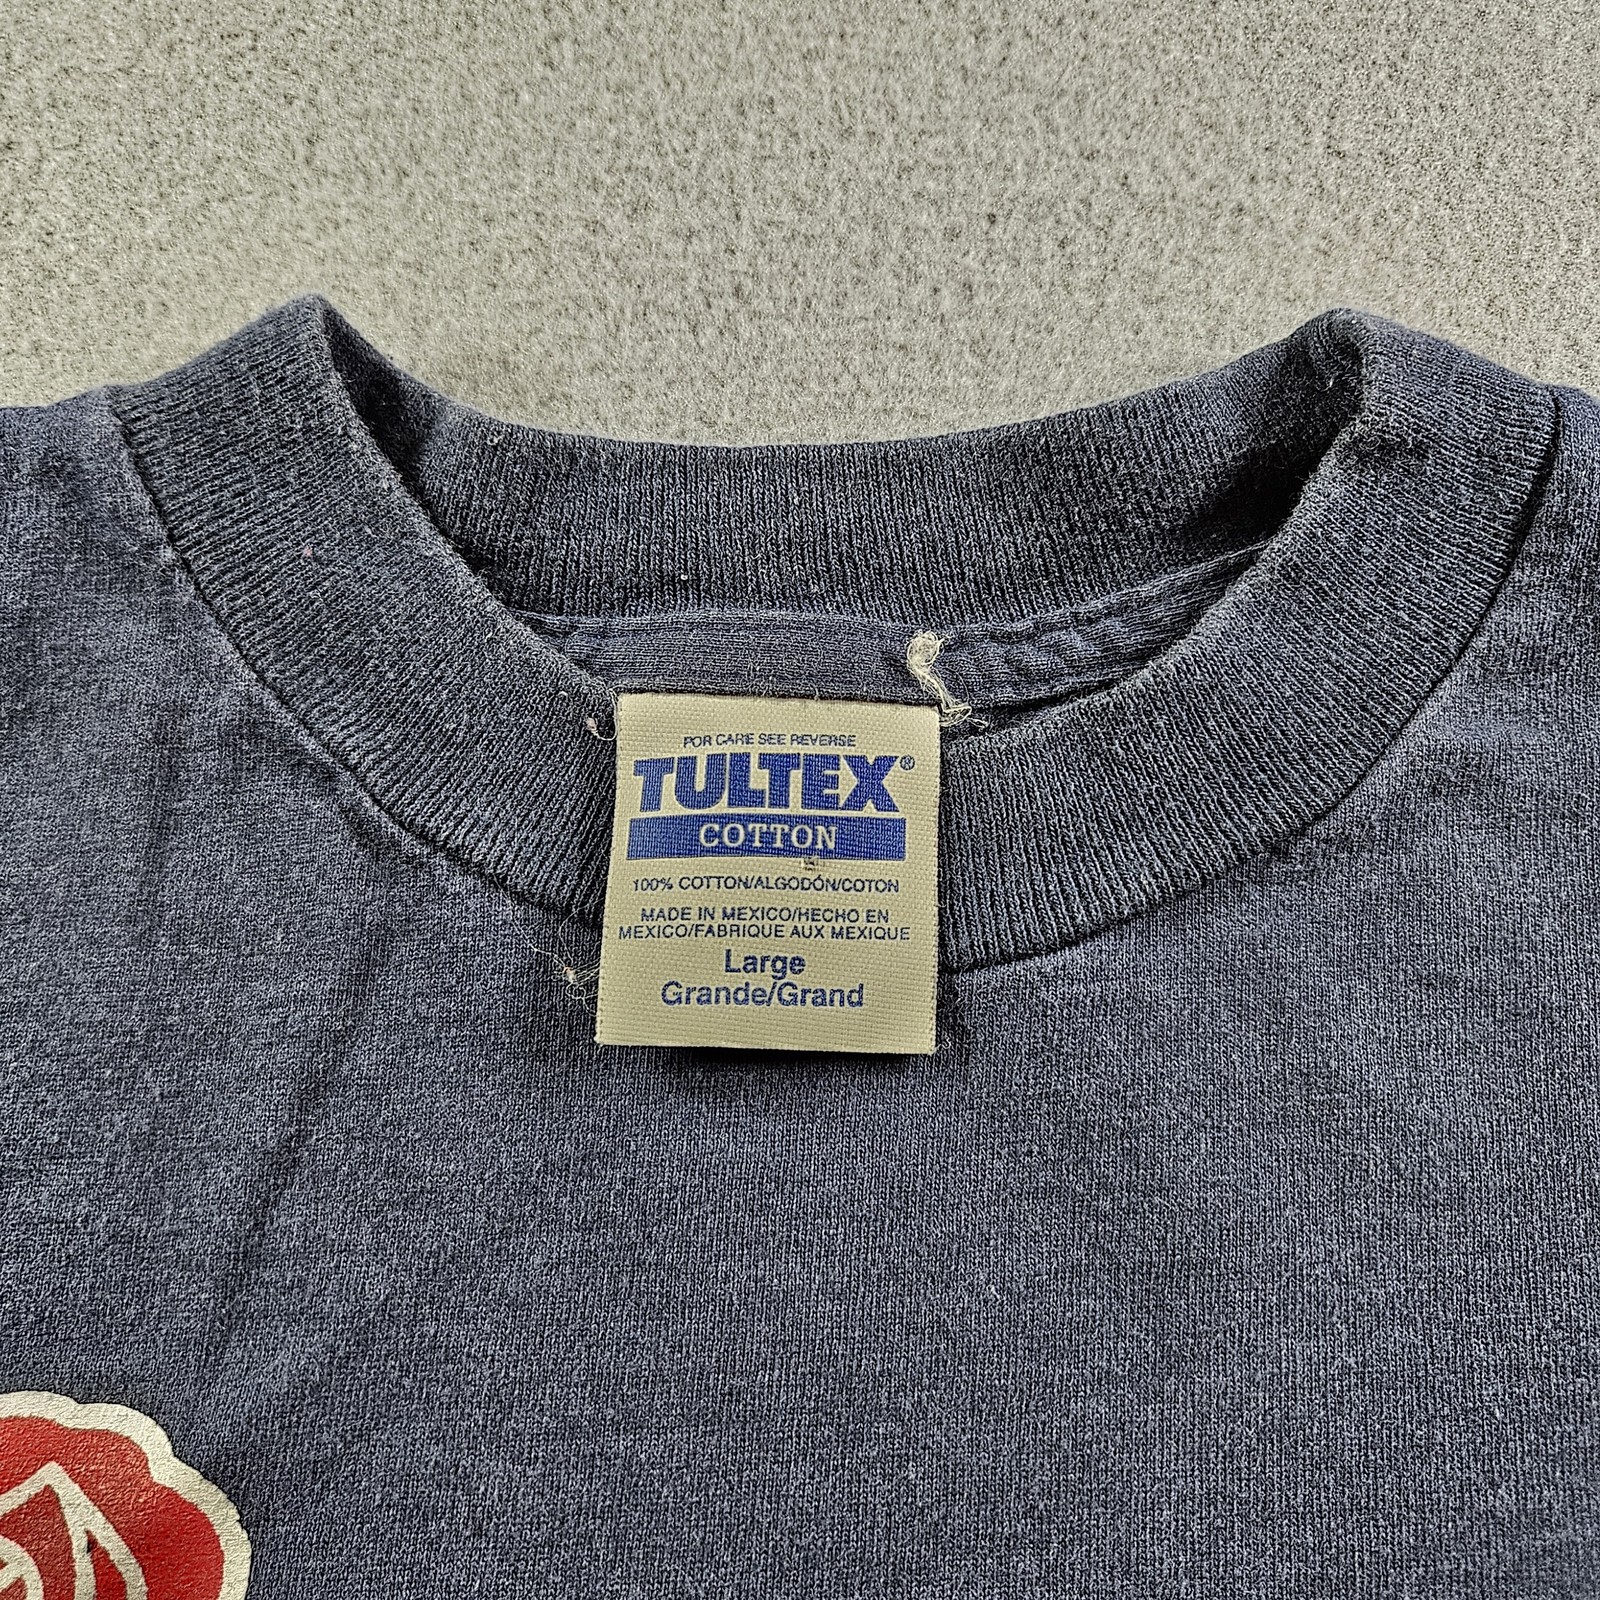 FOR CARE SEE REVERSE
TULTEX®
COTTON
100% COTTON/ALGODÓN/COTON
MADE IN MEXICO/HECHO EN
MEXICO/FABRIQUE AUX MEXIQUE
Large
Grande/Grand